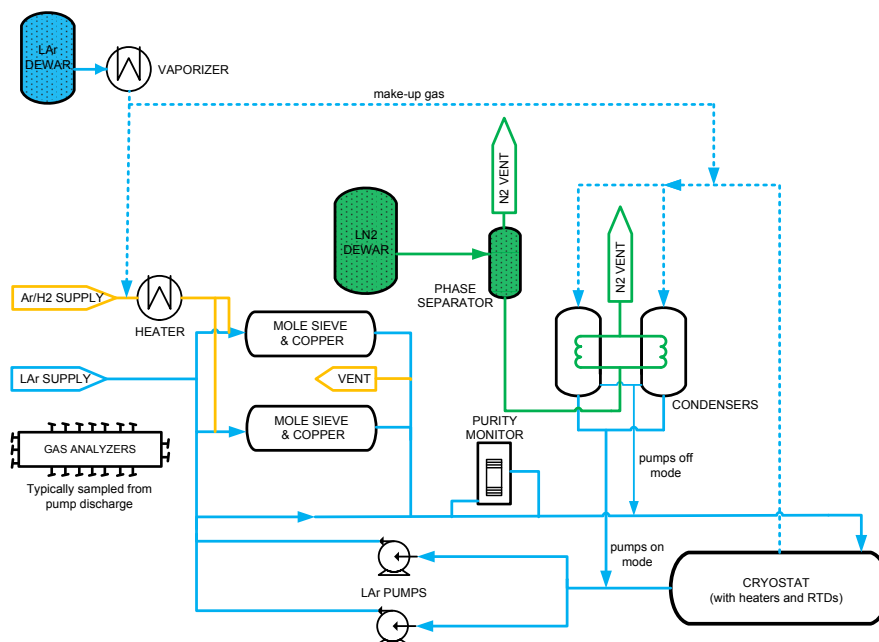 LAr
DEWAR
VAPORIZER
make-up gas
N2 VENT
LN2
DEWAR
N2 VENT
PHASE
SEPARATOR
Ar/H2 SUPPLY
HEATER
MOLE SIEVE
& COPPER
LAr SUPPLY
VENT
CONDENSERS
MOLE SIEVE
& COPPER
PURITY
MONITOR
GAS ANALYZERS
Typically sampled from
pump discharge
pumps off
mode
pumps on
mode
LAr PUMPS
CRYOSTAT
(with heaters and RTDs)